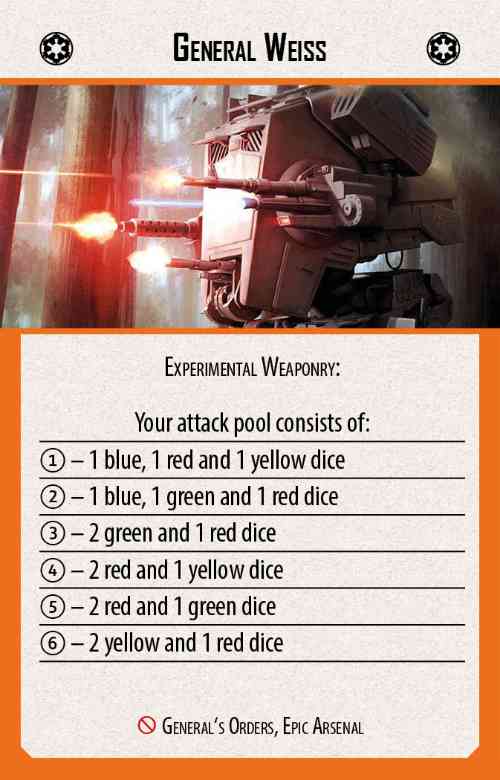 General Weiss
Experimental Weaponry:
Your attack pool consists of:
① – 1 blue, 1 red and 1 yellow dice
② – 1 blue, 1 green and 1 red dice
③ – 2 green and 1 red dice
④ – 2 red and 1 yellow dice
⑤ – 2 red and 1 green dice
⑥ – 2 yellow and 1 red dice
General's Orders, Epic Arsenal